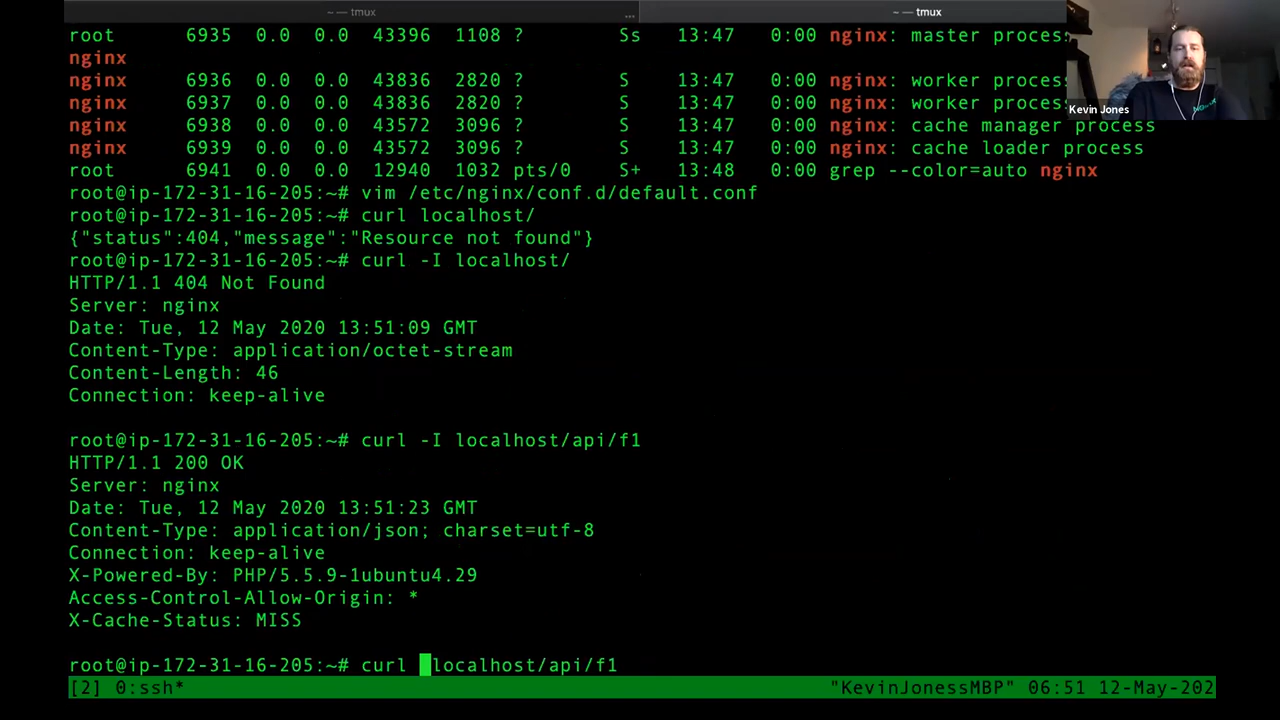 ~ — tmux
...
~ — tmux
root 6935 0.0 0.0 43396 1108 ? Ss 13:47 0:00 nginx: master process
nginx
nginx 6936 0.0 0.0 43836 2820 ? S 13:47 0:00 nginx: worker process
nginx 6937 0.0 0.0 43836 2820 ? S 13:47 0:00 nginx: worker process
Kevin Jones
nginx 6938 0.0 0.0 43572 3096 ? S 13:47 0:00 nginx: cache manager process
nginx 6939 0.0 0.0 43572 3096 ? S 13:47 0:00 nginx: cache loader process
root 6941 0.0 0.0 12940 1032 pts/0 S+ 13:48 0:00 grep --color=auto nginx
root@ip-172-31-16-205:~# vim /etc/nginx/conf.d/default.conf
root@ip-172-31-16-205:~# curl localhost/
{"status":404,"message":"Resource not found"}
root@ip-172-31-16-205:~# curl -I localhost/
HTTP/1.1 404 Not Found
Server: nginx
Date: Tue, 12 May 2020 13:51:09 GMT
Content-Type: application/octet-stream
Content-Length: 46
Connection: keep-alive
root@ip-172-31-16-205:~# curl -I localhost/api/f1
HTTP/1.1 200 OK
Server: nginx
Date: Tue, 12 May 2020 13:51:23 GMT
Content-Type: application/json; charset=utf-8
Connection: keep-alive
X-Powered-By: PHP/5.5.9-1ubuntu4.29
Access-Control-Allow-Origin: *
X-Cache-Status: MISS
root@ip-172-31-16-205:~# curl localhost/api/f1
[2] 0:ssh* "KevinJonessMBP" 06:51 12-May-202